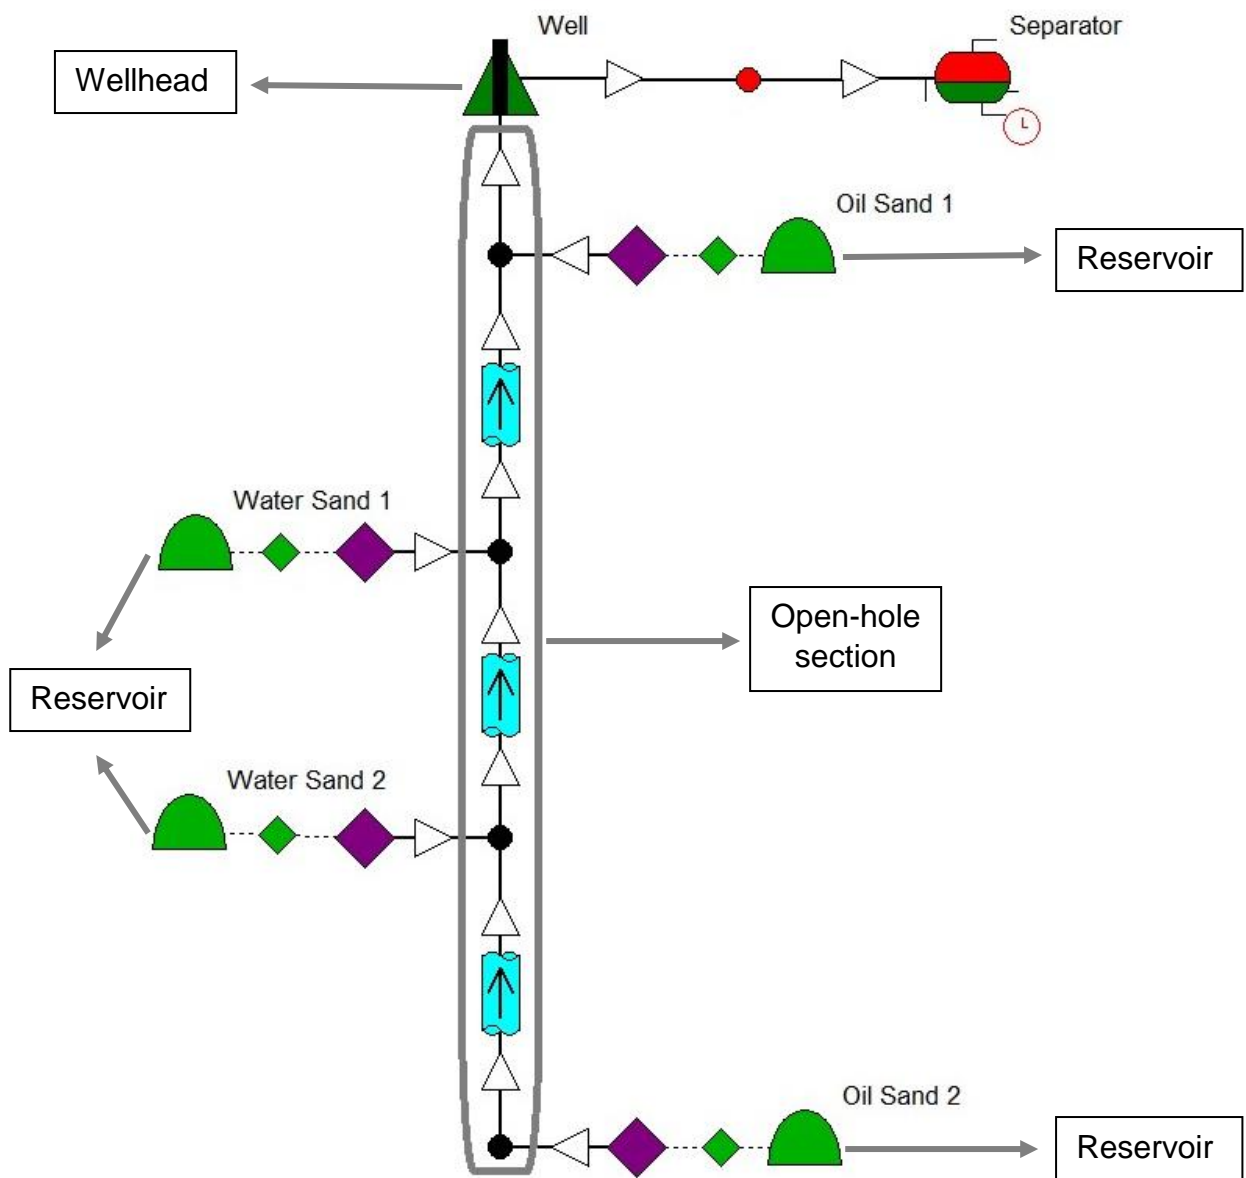 Well
Separator
Wellhead
Oil Sand 1
Reservoir
Water Sand 1
Open-hole
section
Reservoir
Water Sand 2
Oil Sand 2
Reservoir